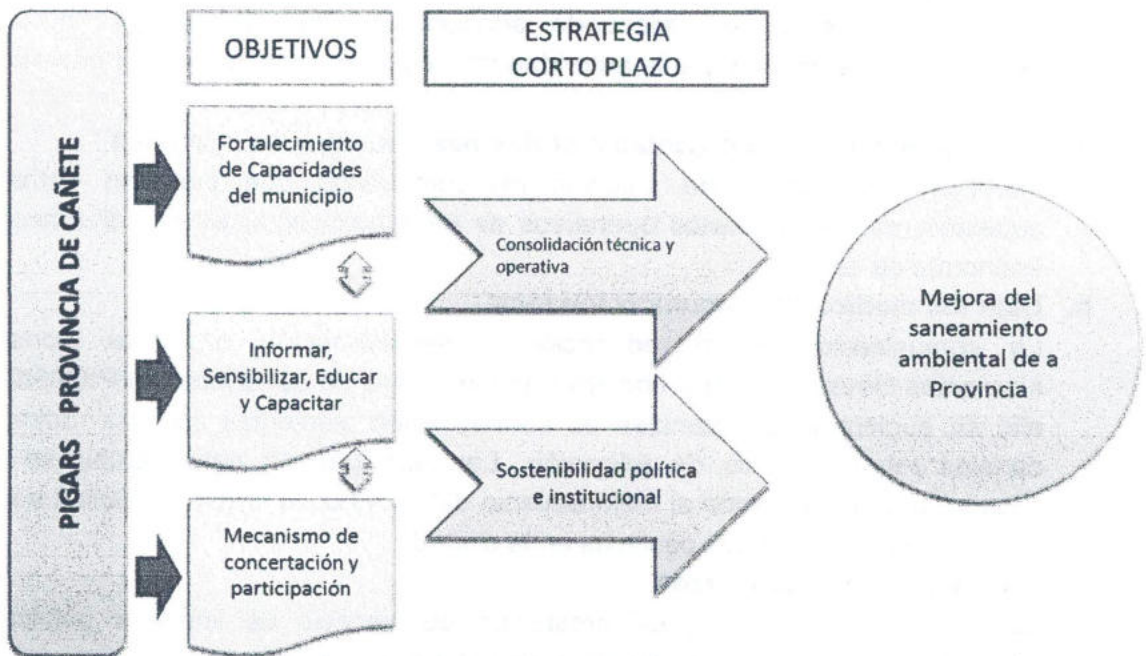 PIGARS PROVINCIA DE CAÑETE
OBJETIVOS
ESTRATEGIA
CORTO PLAZO
Fortalecimiento
de Capacidades
del municipio
Informar,
Sensibilizar, Educar
y Capacitar
Mecanismo de
concertación y
participación
Consolidación técnica y
operativa
Sostenibilidad política
e institucional
Mejora del
saneamiento
ambiental de a
Provincia